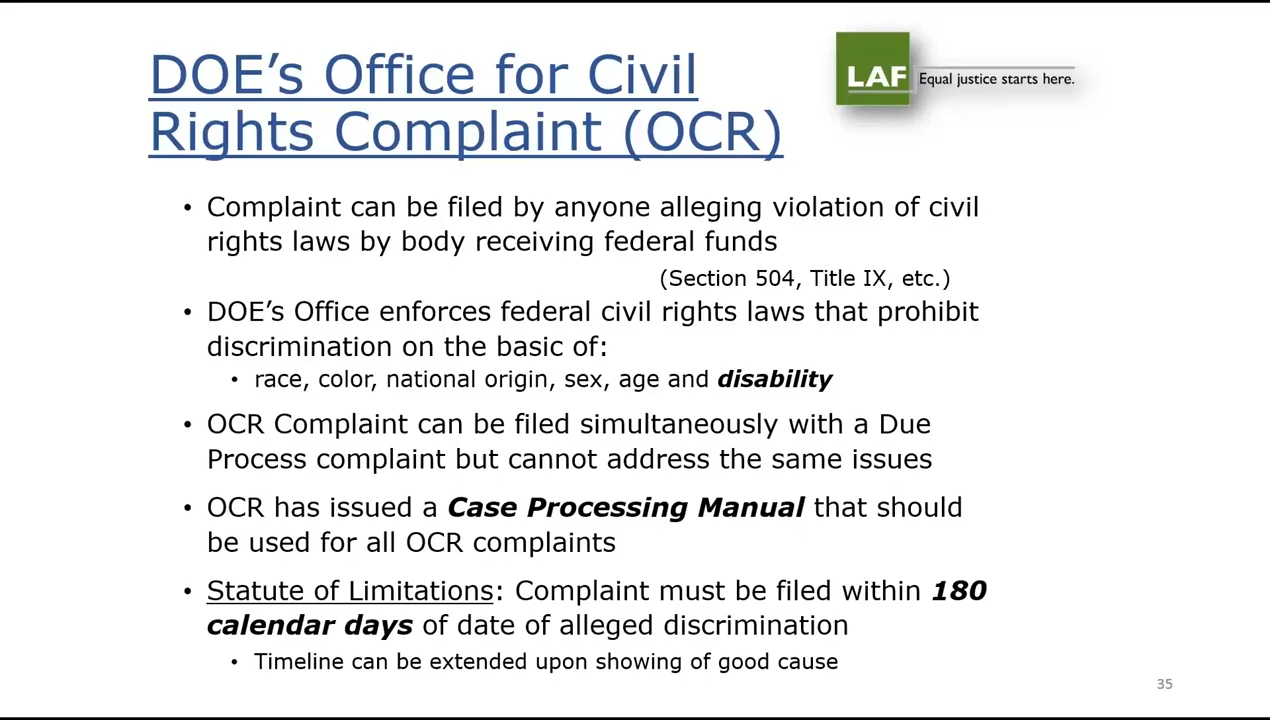 DOE’s Office for Civil
Rights Complaint (OCR)
LAF Equal justice starts here.
• Complaint can be filed by anyone alleging violation of civil
rights laws by body receiving federal funds
(Section 504, Title IX, etc.)
• DOE’s Office enforces federal civil rights laws that prohibit
discrimination on the basic of:
• race, color, national origin, sex, age and disability
• OCR Complaint can be filed simultaneously with a Due
Process complaint but cannot address the same issues
• OCR has issued a Case Processing Manual that should
be used for all OCR complaints
• Statute of Limitations: Complaint must be filed within 180
calendar days of date of alleged discrimination
• Timeline can be extended upon showing of good cause
35